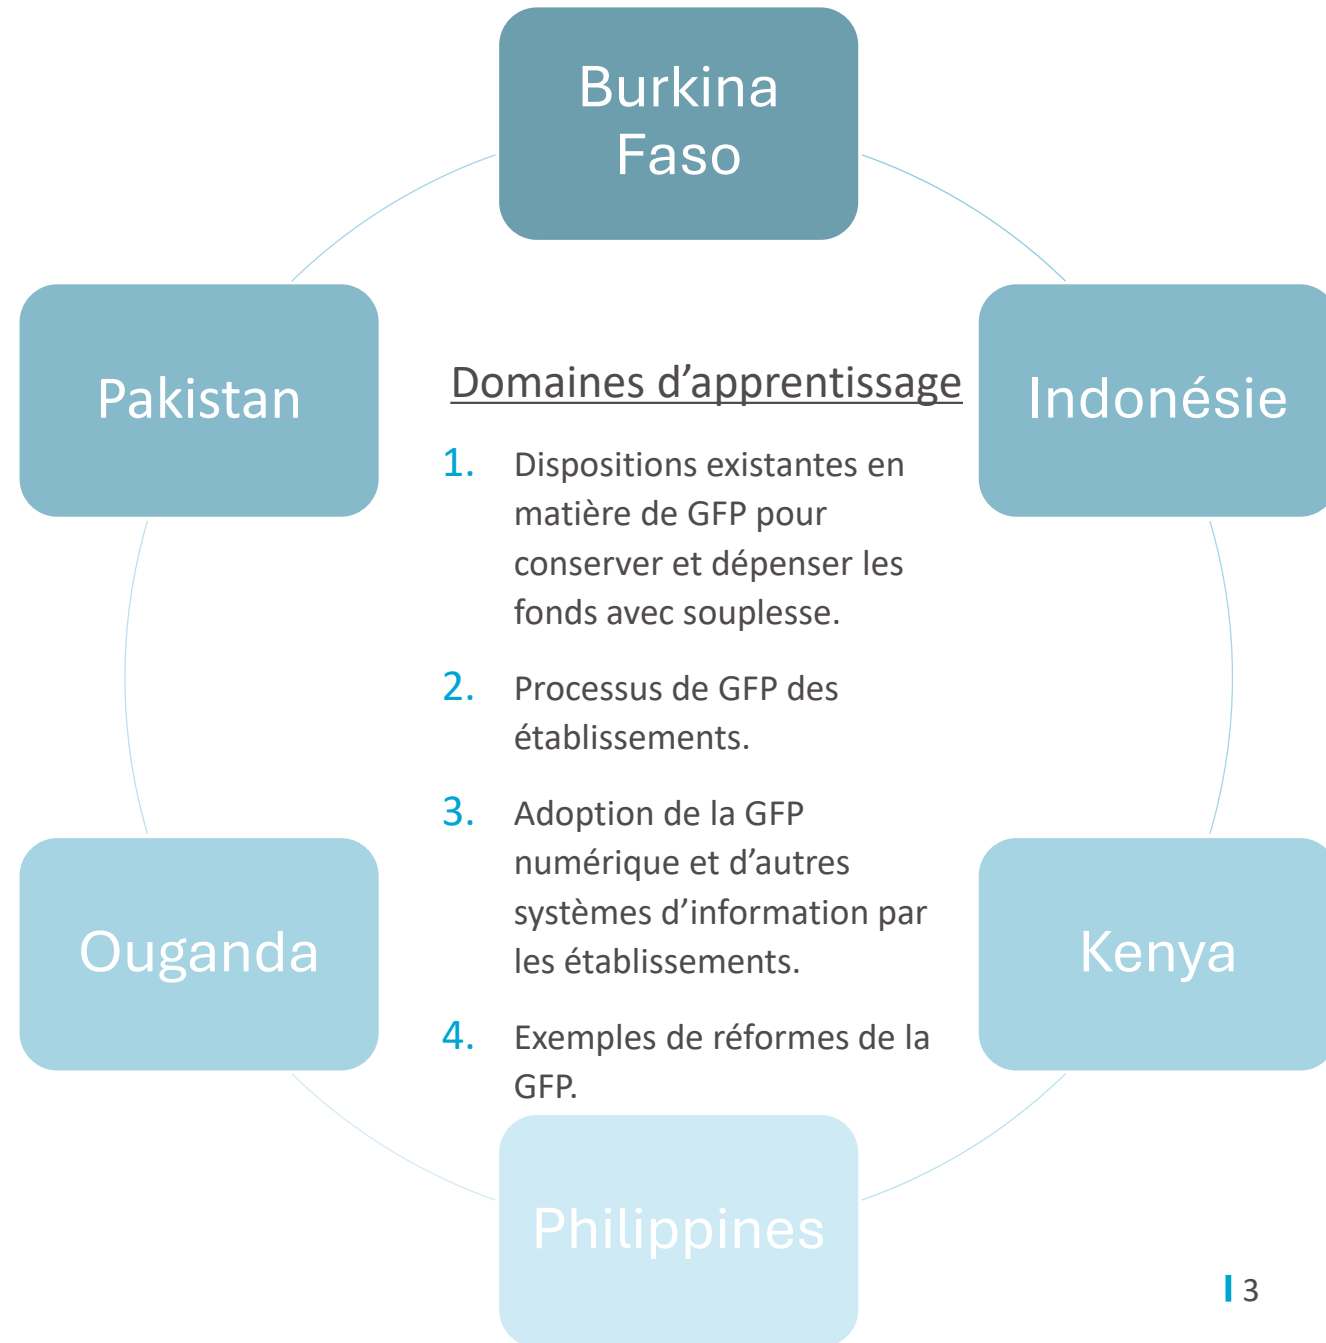 Burkina
Faso
Pakistan
Indonésie
Domaines d’apprentissage
1. Dispositions existantes en
matière de GFP pour
conserver et dépenser les
fonds avec souplesse.
2. Processus de GFP des
établissements.
3. Adoption de la GFP
numérique et d’autres
systèmes d’information par
les établissements.
4. Exemples de réformes de la
GFP.
Ouganda
Kenya
Philippines
3